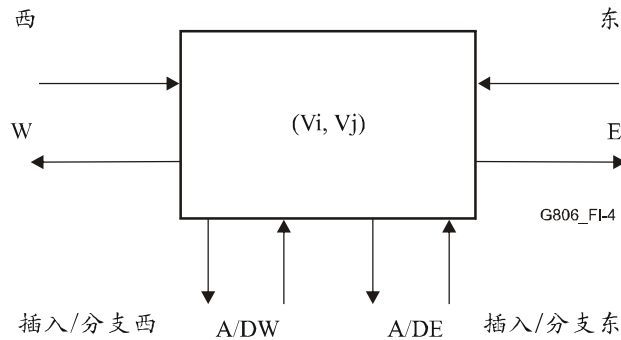 西 东
(Vi, Vj)
W E
G806_FI-4
插入/分支西 A/DW A/DE 插入/分支东